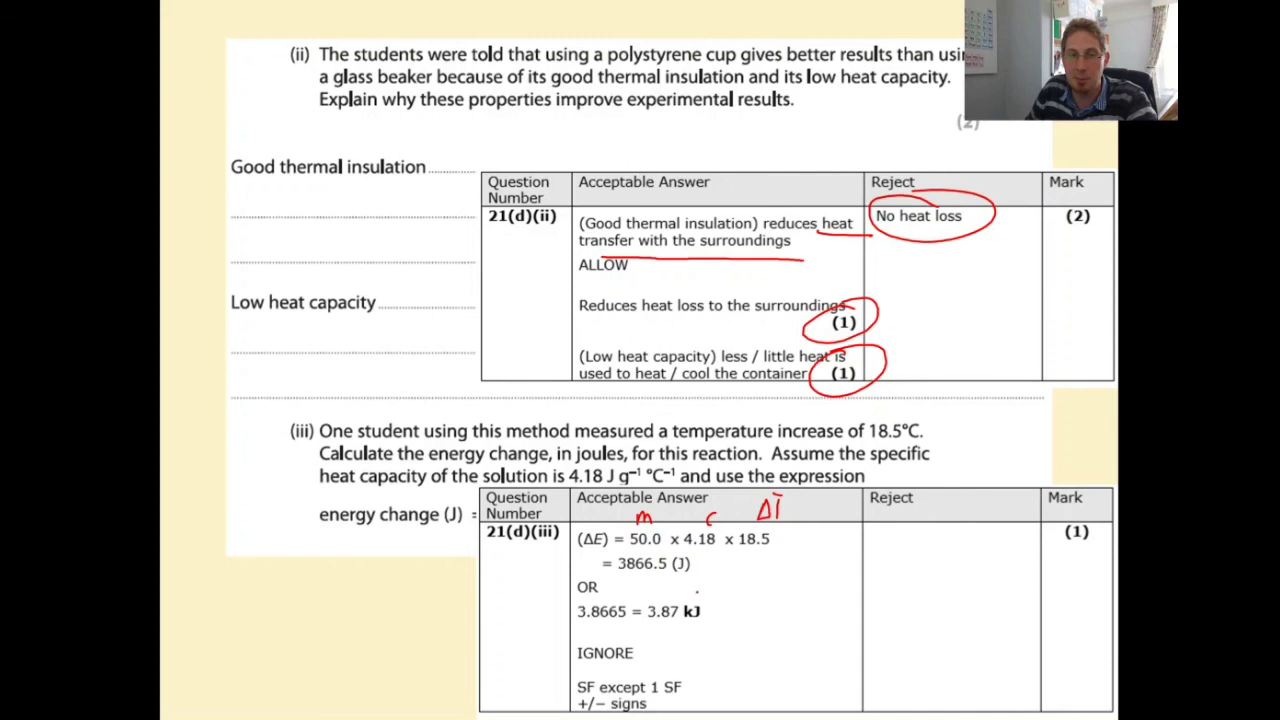 (ii) The students were told that using a polystyrene cup gives better results than usin
a glass beaker because of its good thermal insulation and its low heat capacity.
Explain why these properties improve experimental results.
(2)
Good thermal insulation
Question Number
Acceptable Answer
Reject
Mark
21(d)(ii)
(Good thermal insulation) reduces heat
transfer with the surroundings
ALLOW
Reduces heat loss to the surroundings
(1)
(Low heat capacity) less / little heat is
used to heat / cool the container
(1)
No heat loss
(2)
Low heat capacity
(iii) One student using this method measured a temperature increase of 18.5°C.
Calculate the energy change, in joules, for this reaction. Assume the specific
heat capacity of the solution is 4.18 J g⁻¹ °C⁻¹ and use the expression
energy change (J) =
Question Number
Acceptable Answer
Reject
Mark
m c ΔT
21(d)(iii)
(ΔE) = 50.0 x 4.18 x 18.5
= 3866.5 (J)
OR
3.8665 = 3.87 kJ
IGNORE
SF except 1 SF
+/− signs
(1)